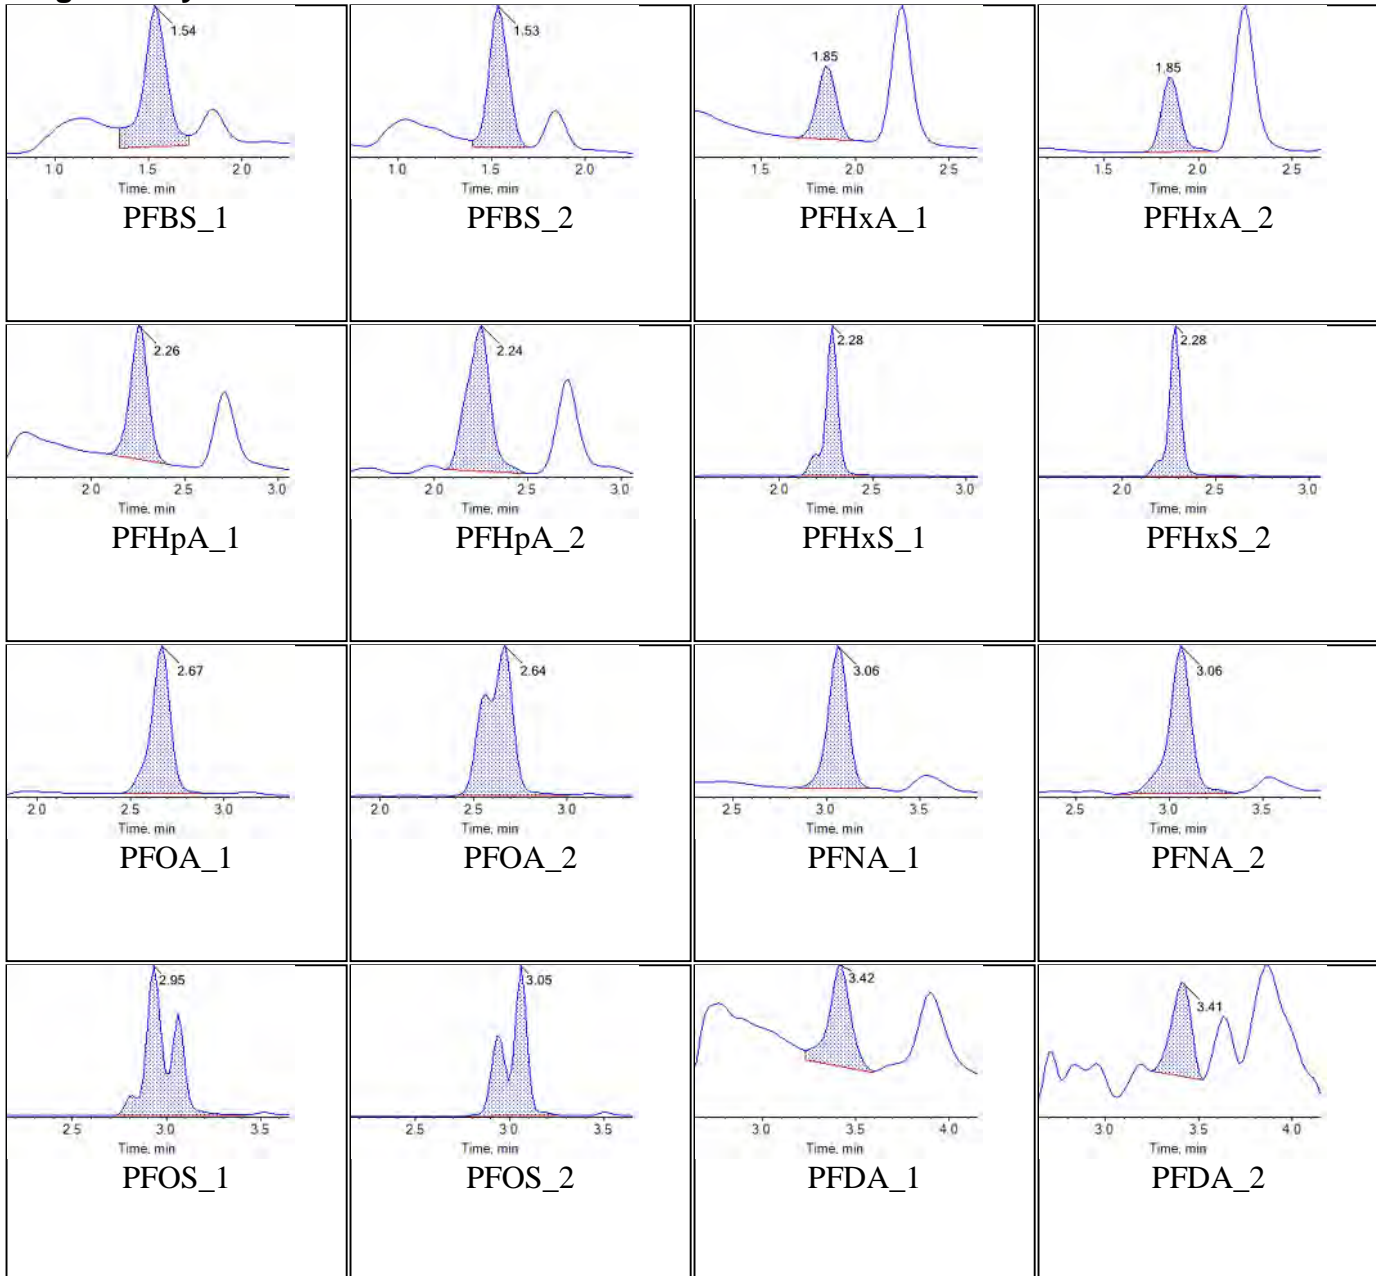 1.54
1.0 1.5 2.0
Time, min
PFBS_1
1.53
1.0 1.5 2.0
Time, min
PFBS_2
1.85
1.5 2.0 2.5
Time, min
PFHxA_1
1.85
1.5 2.0 2.5
Time, min
PFHxA_2
2.26
2.0 2.5 3.0
Time, min
PFHpA_1
2.24
2.0 2.5 3.0
Time, min
PFHpA_2
2.28
2.0 2.5 3.0
Time, min
PFHxS_1
2.28
2.0 2.5 3.0
Time, min
PFHxS_2
2.67
2.0 2.5 3.0
Time, min
PFOA_1
2.64
2.0 2.5 3.0
Time, min
PFOA_2
3.06
2.5 3.0 3.5
Time, min
PFNA_1
3.06
2.5 3.0 3.5
Time, min
PFNA_2
2.95
2.5 3.0 3.5
Time, min
PFOS_1
3.05
2.5 3.0 3.5
Time, min
PFOS_2
3.42
3.0 3.5 4.0
Time, min
PFDA_1
3.41
3.0 3.5 4.0
Time, min
PFDA_2